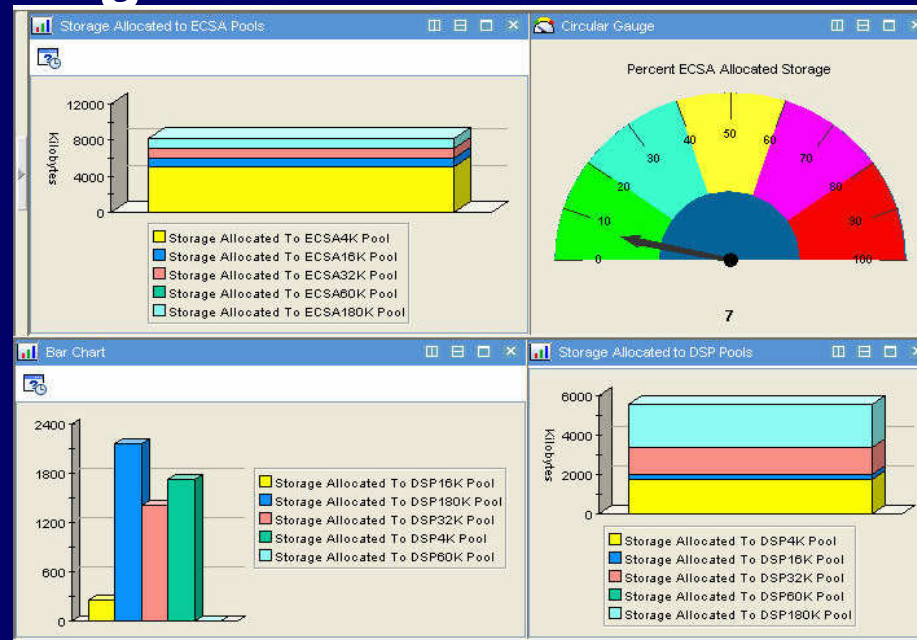 Storage Allocated to ECSA Pools
12000
8000
4000
0
Kilobytes
Storage Allocated To ECSA4K Pool
Storage Allocated To ECSA16K Pool
Storage Allocated To ECSA32K Pool
Storage Allocated To ECSA60K Pool
Storage Allocated To ECSA180K Pool
Circular Gauge
Percent ECSA Allocated Storage
0
10
20
30
40
50
60
70
80
90
100
7
Bar Chart
2400
1800
1200
600
0
Storage Allocated To DSP16K Pool
Storage Allocated To DSP180K Pool
Storage Allocated To DSP32K Pool
Storage Allocated To DSP4K Pool
Storage Allocated To DSP60K Pool
Storage Allocated to DSP Pools
6000
4000
2000
0
Kilobytes
Storage Allocated To DSP4K Pool
Storage Allocated To DSP16K Pool
Storage Allocated To DSP32K Pool
Storage Allocated To DSP60K Pool
Storage Allocated To DSP180K Pool